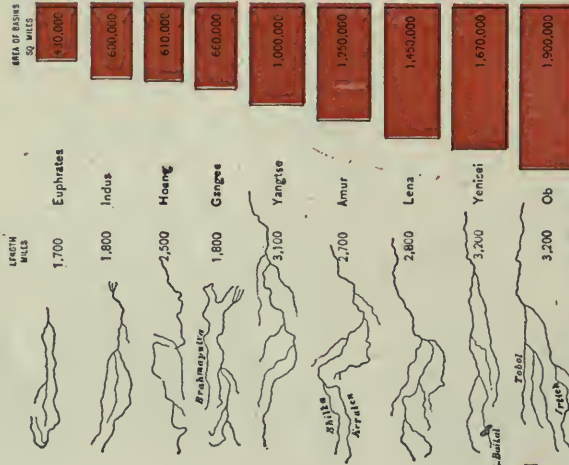 AREA OF BASINS
SQ MILES
LENGTH
MILES
1,700 Euphrates 430,000
1,800 Indus 600,000
2,500 Hoang 610,000
Brahmaputra
1,800 Ganges 660,000
3,100 Yangtse 1,000,000
Shilka
2,700 Amur 1,250,000
2,800 Lena 1,450,000
Baikal
3,200 Yenisei 1,670,000
Tobol
Irtish
3,200 Ob 1,900,000